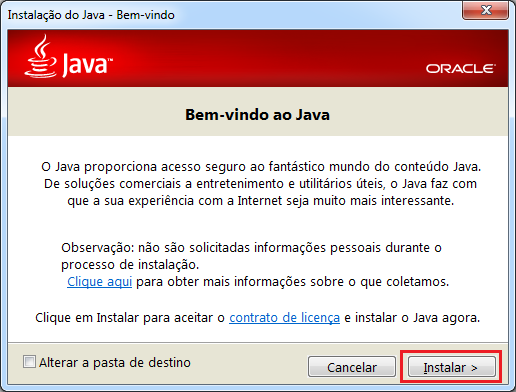 Instalação do Java - Bem-vindo
Java™
ORACLE
Bem-vindo ao Java
O Java proporciona acesso seguro ao fantástico mundo do conteúdo Java.
De soluções comerciais a entretenimento e utilitários úteis, o Java faz com
que a sua experiência com a Internet seja muito mais interessante.
Observação: não são solicitadas informações pessoais durante o
processo de instalação.
Clique aqui para obter mais informações sobre o que coletamos.
Clique em Instalar para aceitar o contrato de licença e instalar o Java agora.
Alterar a pasta de destino
Cancelar
Instalar >